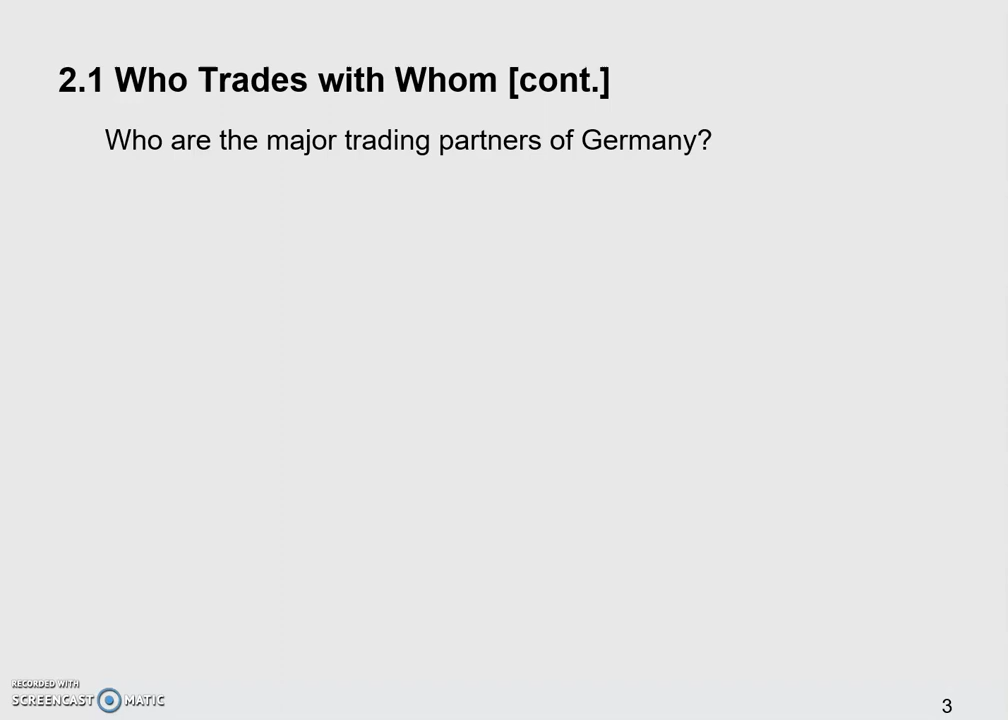 2.1 Who Trades with Whom [cont.]
Who are the major trading partners of Germany?
RECORDED WITH
SCREENCAST MATIC
3